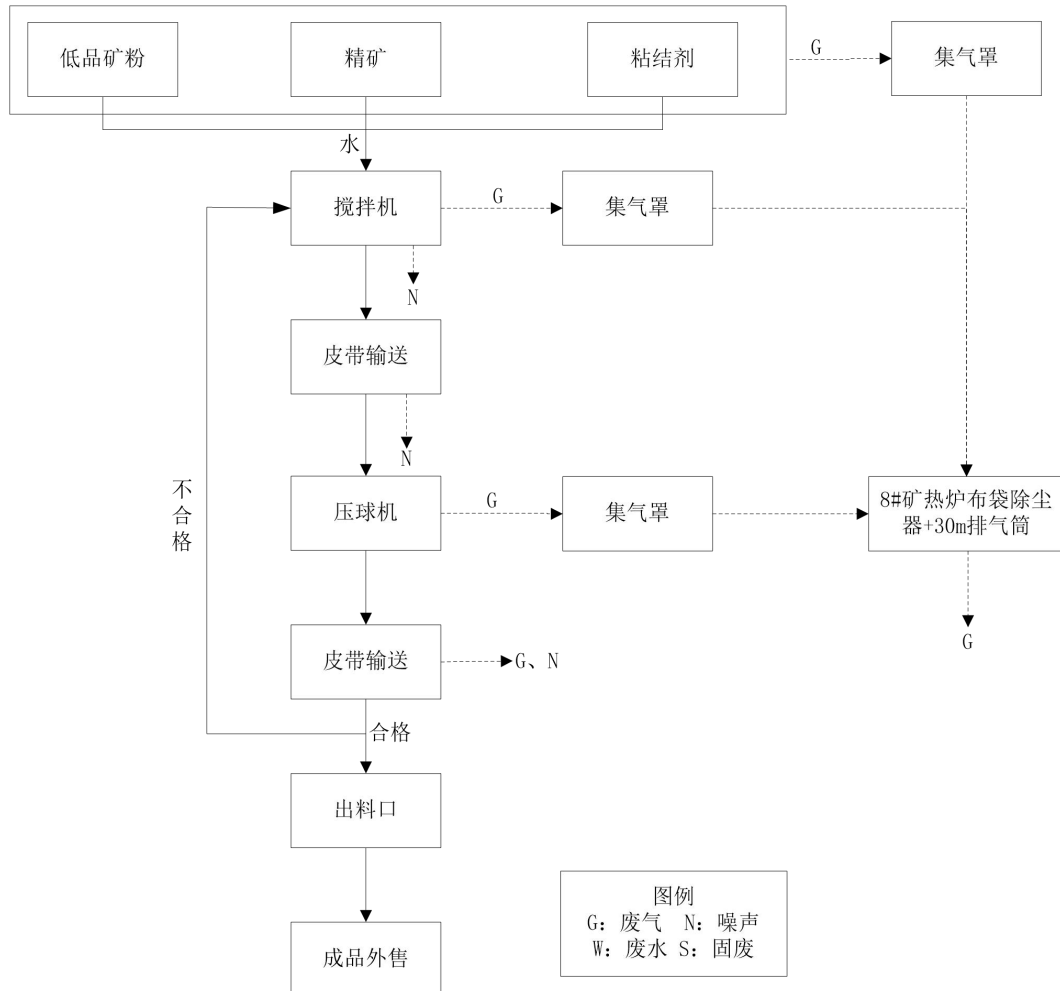 低品矿粉
精矿
粘结剂
G
集气罩
水
搅拌机
G
集气罩
N
皮带输送
N
不合格
压球机
G
集气罩
8#矿热炉布袋除尘
器+30m排气筒
G
皮带输送
G、N
合格
出料口
成品外售
图例
G：废气 N：噪声
W：废水 S：固废